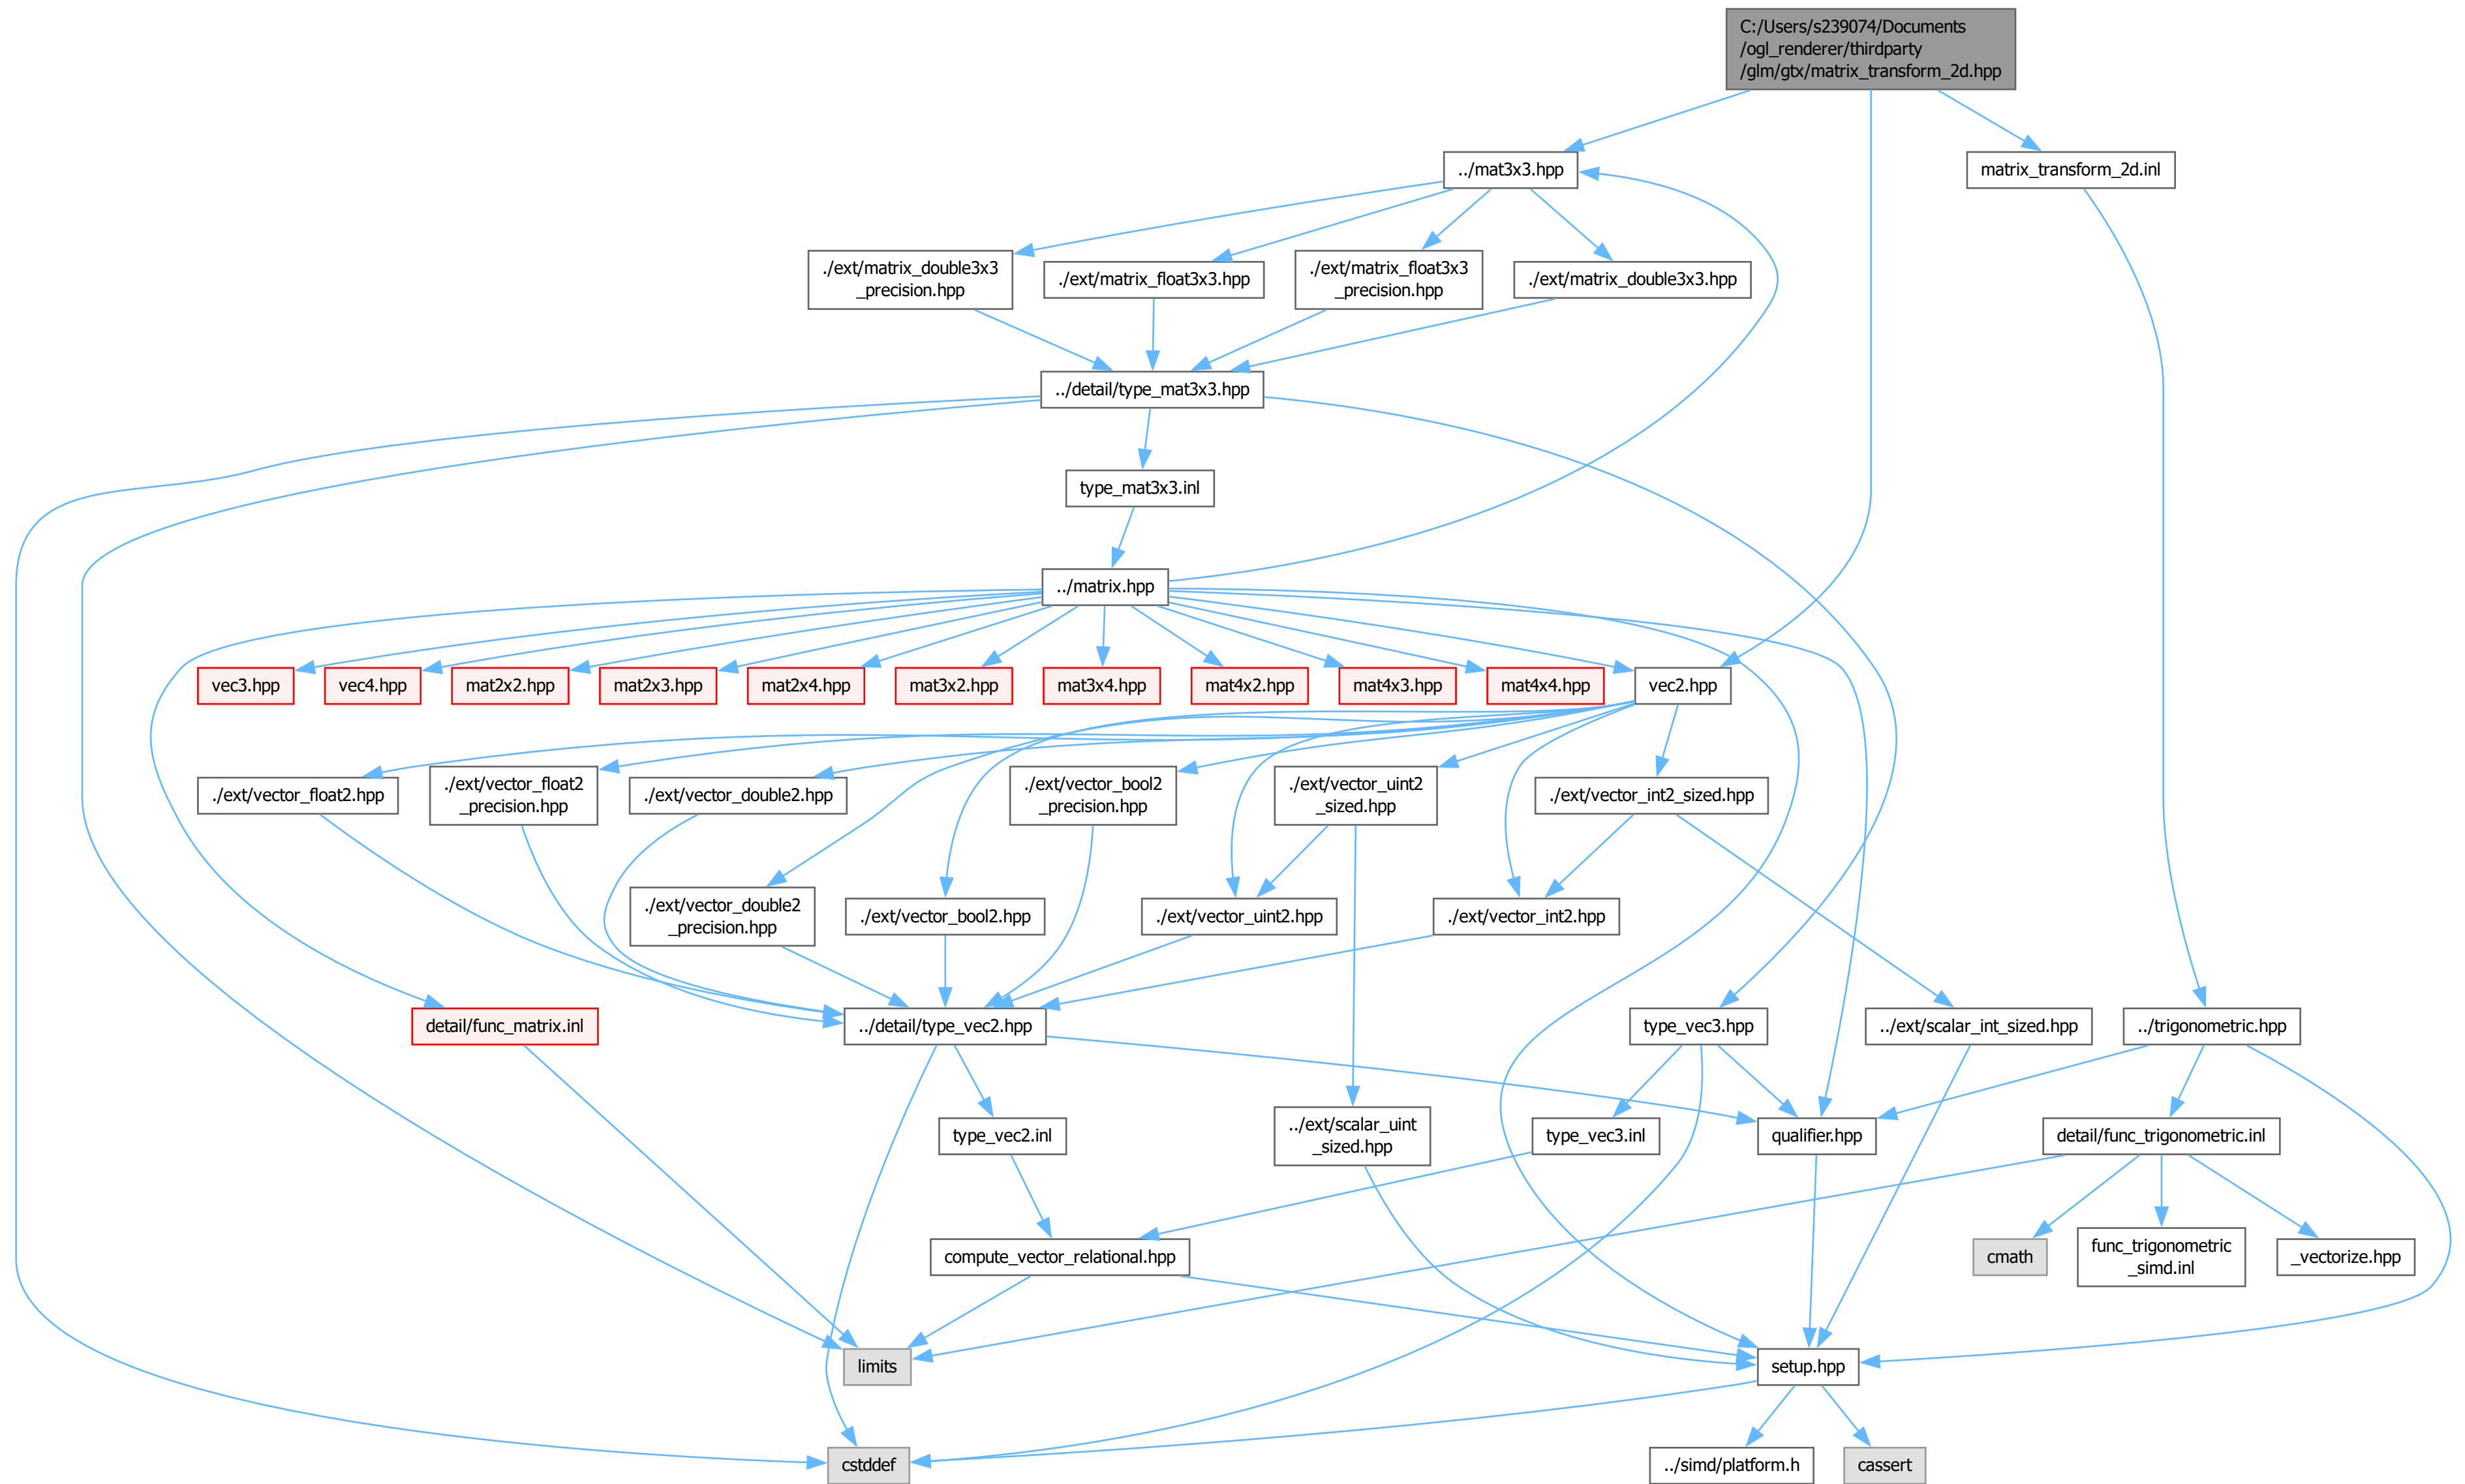 C:/Users/s239074/Documents
/ogl_renderer/thirdparty
/glm/gtx/matrix_transform_2d.hpp
../mat3x3.hpp
matrix_transform_2d.inl
./ext/matrix_double3x3
_precision.hpp
./ext/matrix_float3x3.hpp
./ext/matrix_float3x3
_precision.hpp
./ext/matrix_double3x3.hpp
../detail/type_mat3x3.hpp
type_mat3x3.inl
../matrix.hpp
vec3.hpp
vec4.hpp
mat2x2.hpp
mat2x3.hpp
mat2x4.hpp
mat3x2.hpp
mat3x4.hpp
mat4x2.hpp
mat4x3.hpp
mat4x4.hpp
vec2.hpp
./ext/vector_float2.hpp
./ext/vector_float2
_precision.hpp
./ext/vector_double2.hpp
./ext/vector_bool2
_precision.hpp
./ext/vector_uint2
_sized.hpp
./ext/vector_int2_sized.hpp
./ext/vector_double2
_precision.hpp
./ext/vector_bool2.hpp
./ext/vector_uint2.hpp
./ext/vector_int2.hpp
detail/func_matrix.inl
../detail/type_vec2.hpp
type_vec3.hpp
../ext/scalar_int_sized.hpp
../trigonometric.hpp
type_vec2.inl
../ext/scalar_uint
_sized.hpp
type_vec3.inl
qualifier.hpp
detail/func_trigonometric.inl
compute_vector_relational.hpp
cmath
func_trigonometric
_simd.inl
_vectorize.hpp
limits
setup.hpp
cstddef
../simd/platform.h
cassert